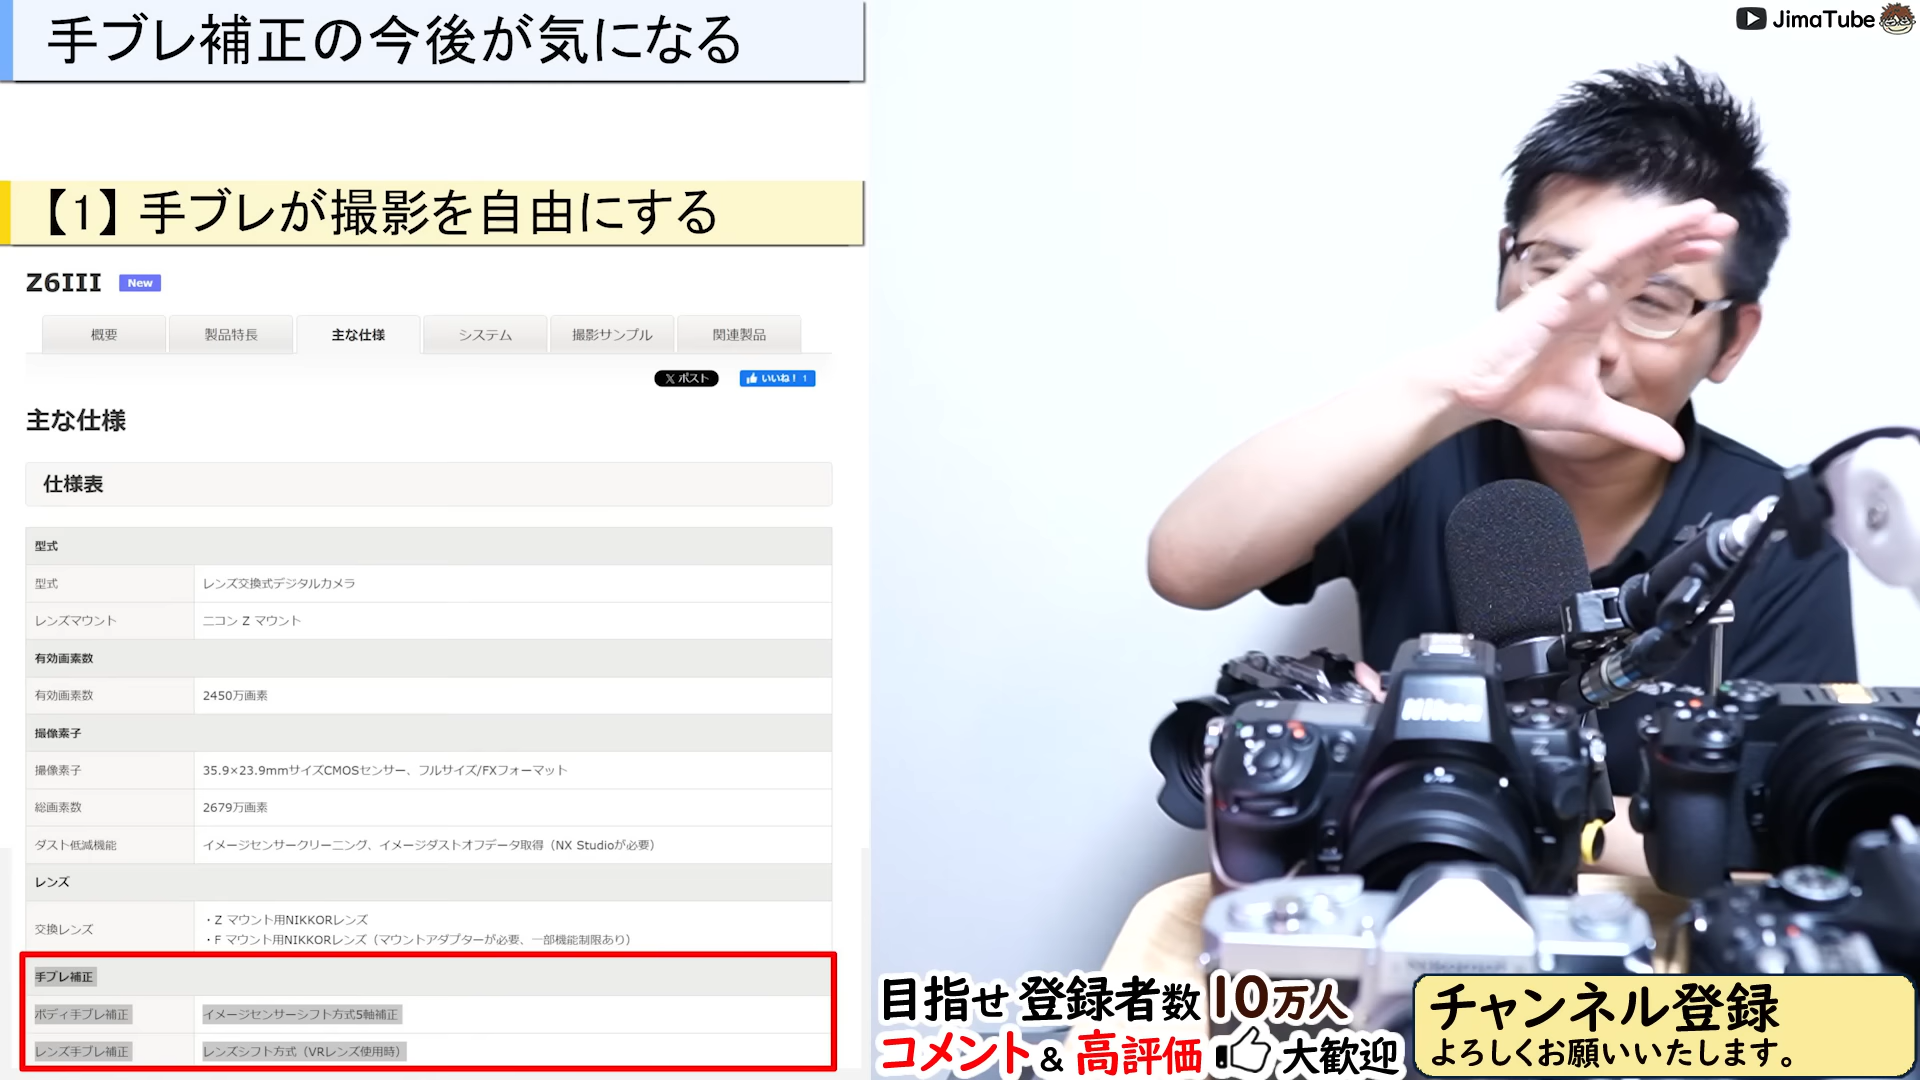 手ブレ補正の今後が気になる
JimaTube
【1】手ブレが撮影を自由にする
Z6III New
概要 製品特長 主な仕様 システム 撮影サンプル 関連製品
X ポスト いいね！ 1
主な仕様
仕様表
型式
型式 レンズ交換式デジタルカメラ
レンズマウント ニコン Z マウント
有効画素数
有効画素数 2450万画素
撮像素子
撮像素子 35.9×23.9mmサイズCMOSセンサー、フルサイズ/FXフォーマット
総画素数 2679万画素
ダスト低減機能 イメージセンサークリーニング、イメージダストオフデータ取得（NX Studioが必要）
レンズ
交換レンズ ・Z マウント用NIKKORレンズ
・F マウント用NIKKORレンズ（マウントアダプターが必要、一部機能制限あり）
手ブレ補正
ボディ手ブレ補正 イメージセンサーシフト方式5軸補正
レンズ手ブレ補正 レンズシフト方式（VRレンズ使用時）
Nikon
目指せ 登録者数 10万人
コメント & 高評価 大歓迎
チャンネル登録
よろしくお願いいたします。